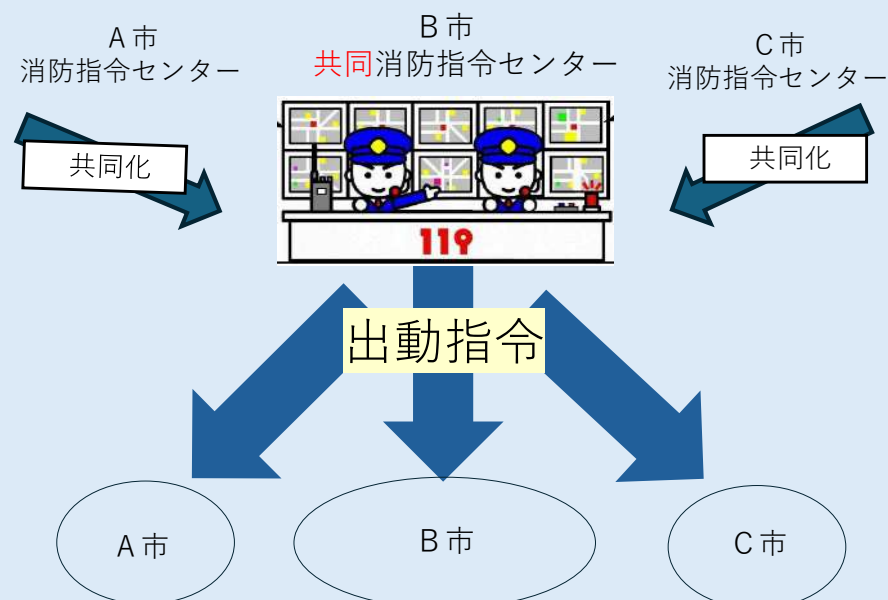 A市
消防指令センター
B市
共同消防指令センター
C市
消防指令センター
共同化
共同化
119
出動指令
A市
B市
C市